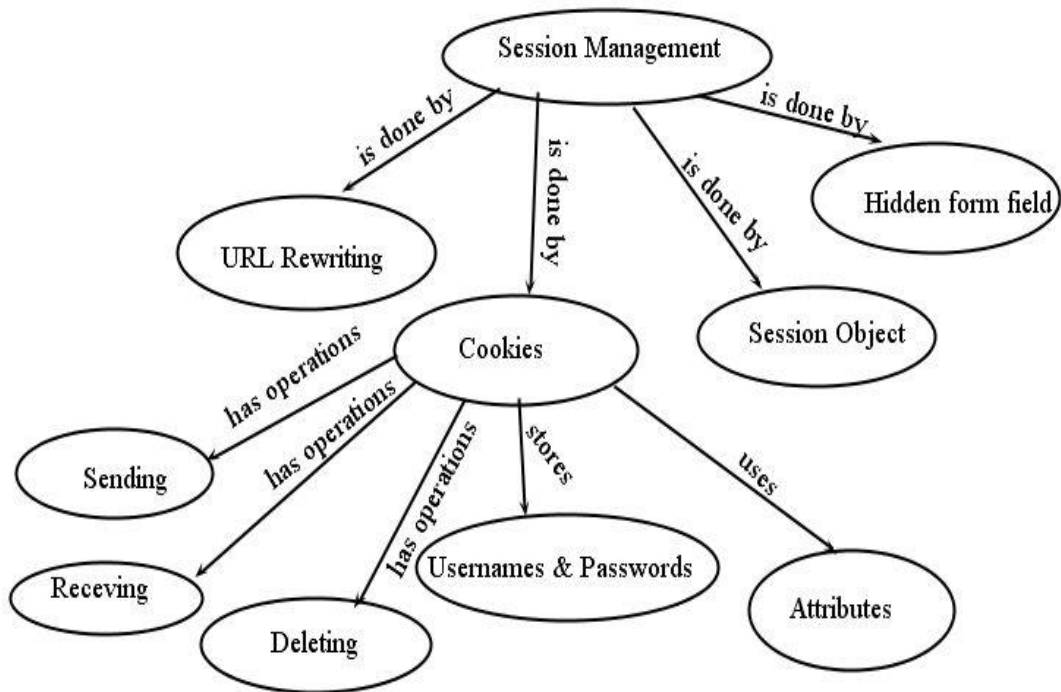 Session Management
is done by
is done by
is done by
is done by
Hidden form field
URL Rewriting
Session Object
Cookies
has operations
has operations
has operations
stores
uses
Sending
Receving
Deleting
Usernames & Passwords
Attributes